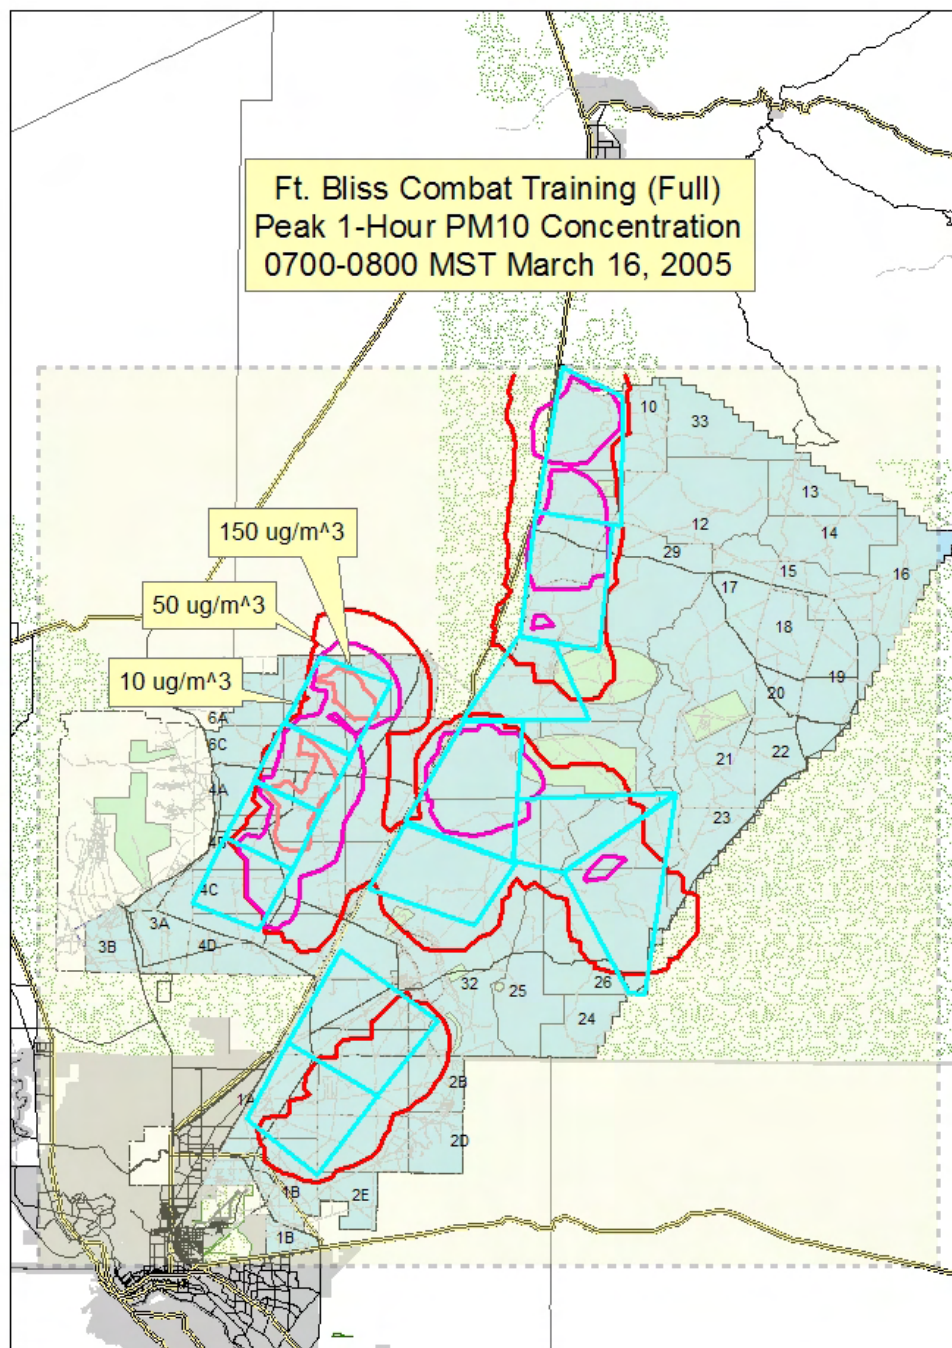 Ft. Bliss Combat Training (Full)
Peak 1-Hour PM10 Concentration
0700-0800 MST March 16, 2005
10
33
13
150 ug/m^3
12
14
29
15
16
17
50 ug/m^3
18
10 ug/m^3
19
20
6A
6C
22
21
4A
23
4B
4C
3A
3B
4D
32
25
26
24
2B
1A
2D
1B
2E
1B